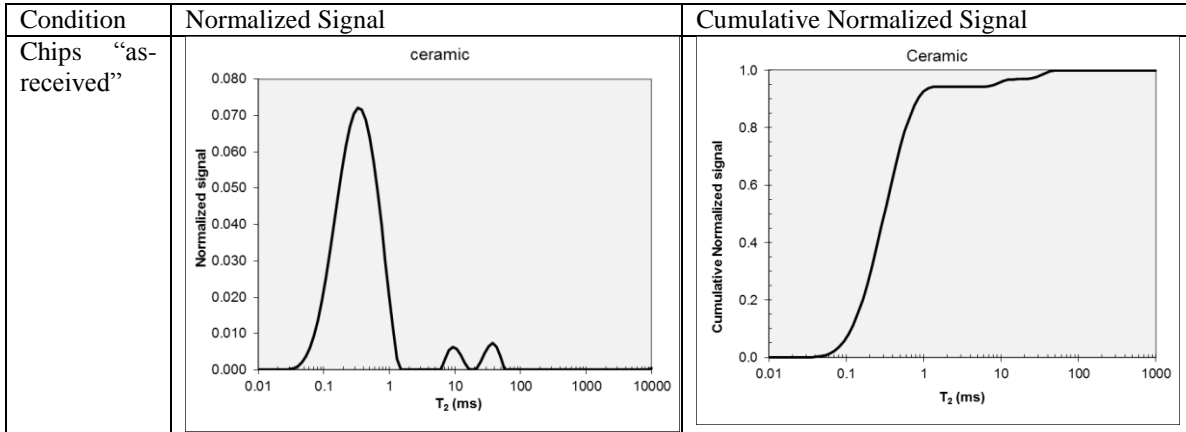 Condition Normalized Signal Cumulative Normalized Signal
Chips “as-
received”
ceramic
Normalized signal
0.080
0.070
0.060
0.050
0.040
0.030
0.020
0.010
0.000
0.01 0.1 1 10 100 1000 10000
T2 (ms)
Ceramic
Cumulative Normalized signal
1.0
0.8
0.6
0.4
0.2
0.0
0.01 0.1 1 10 100 1000
T2 (ms)